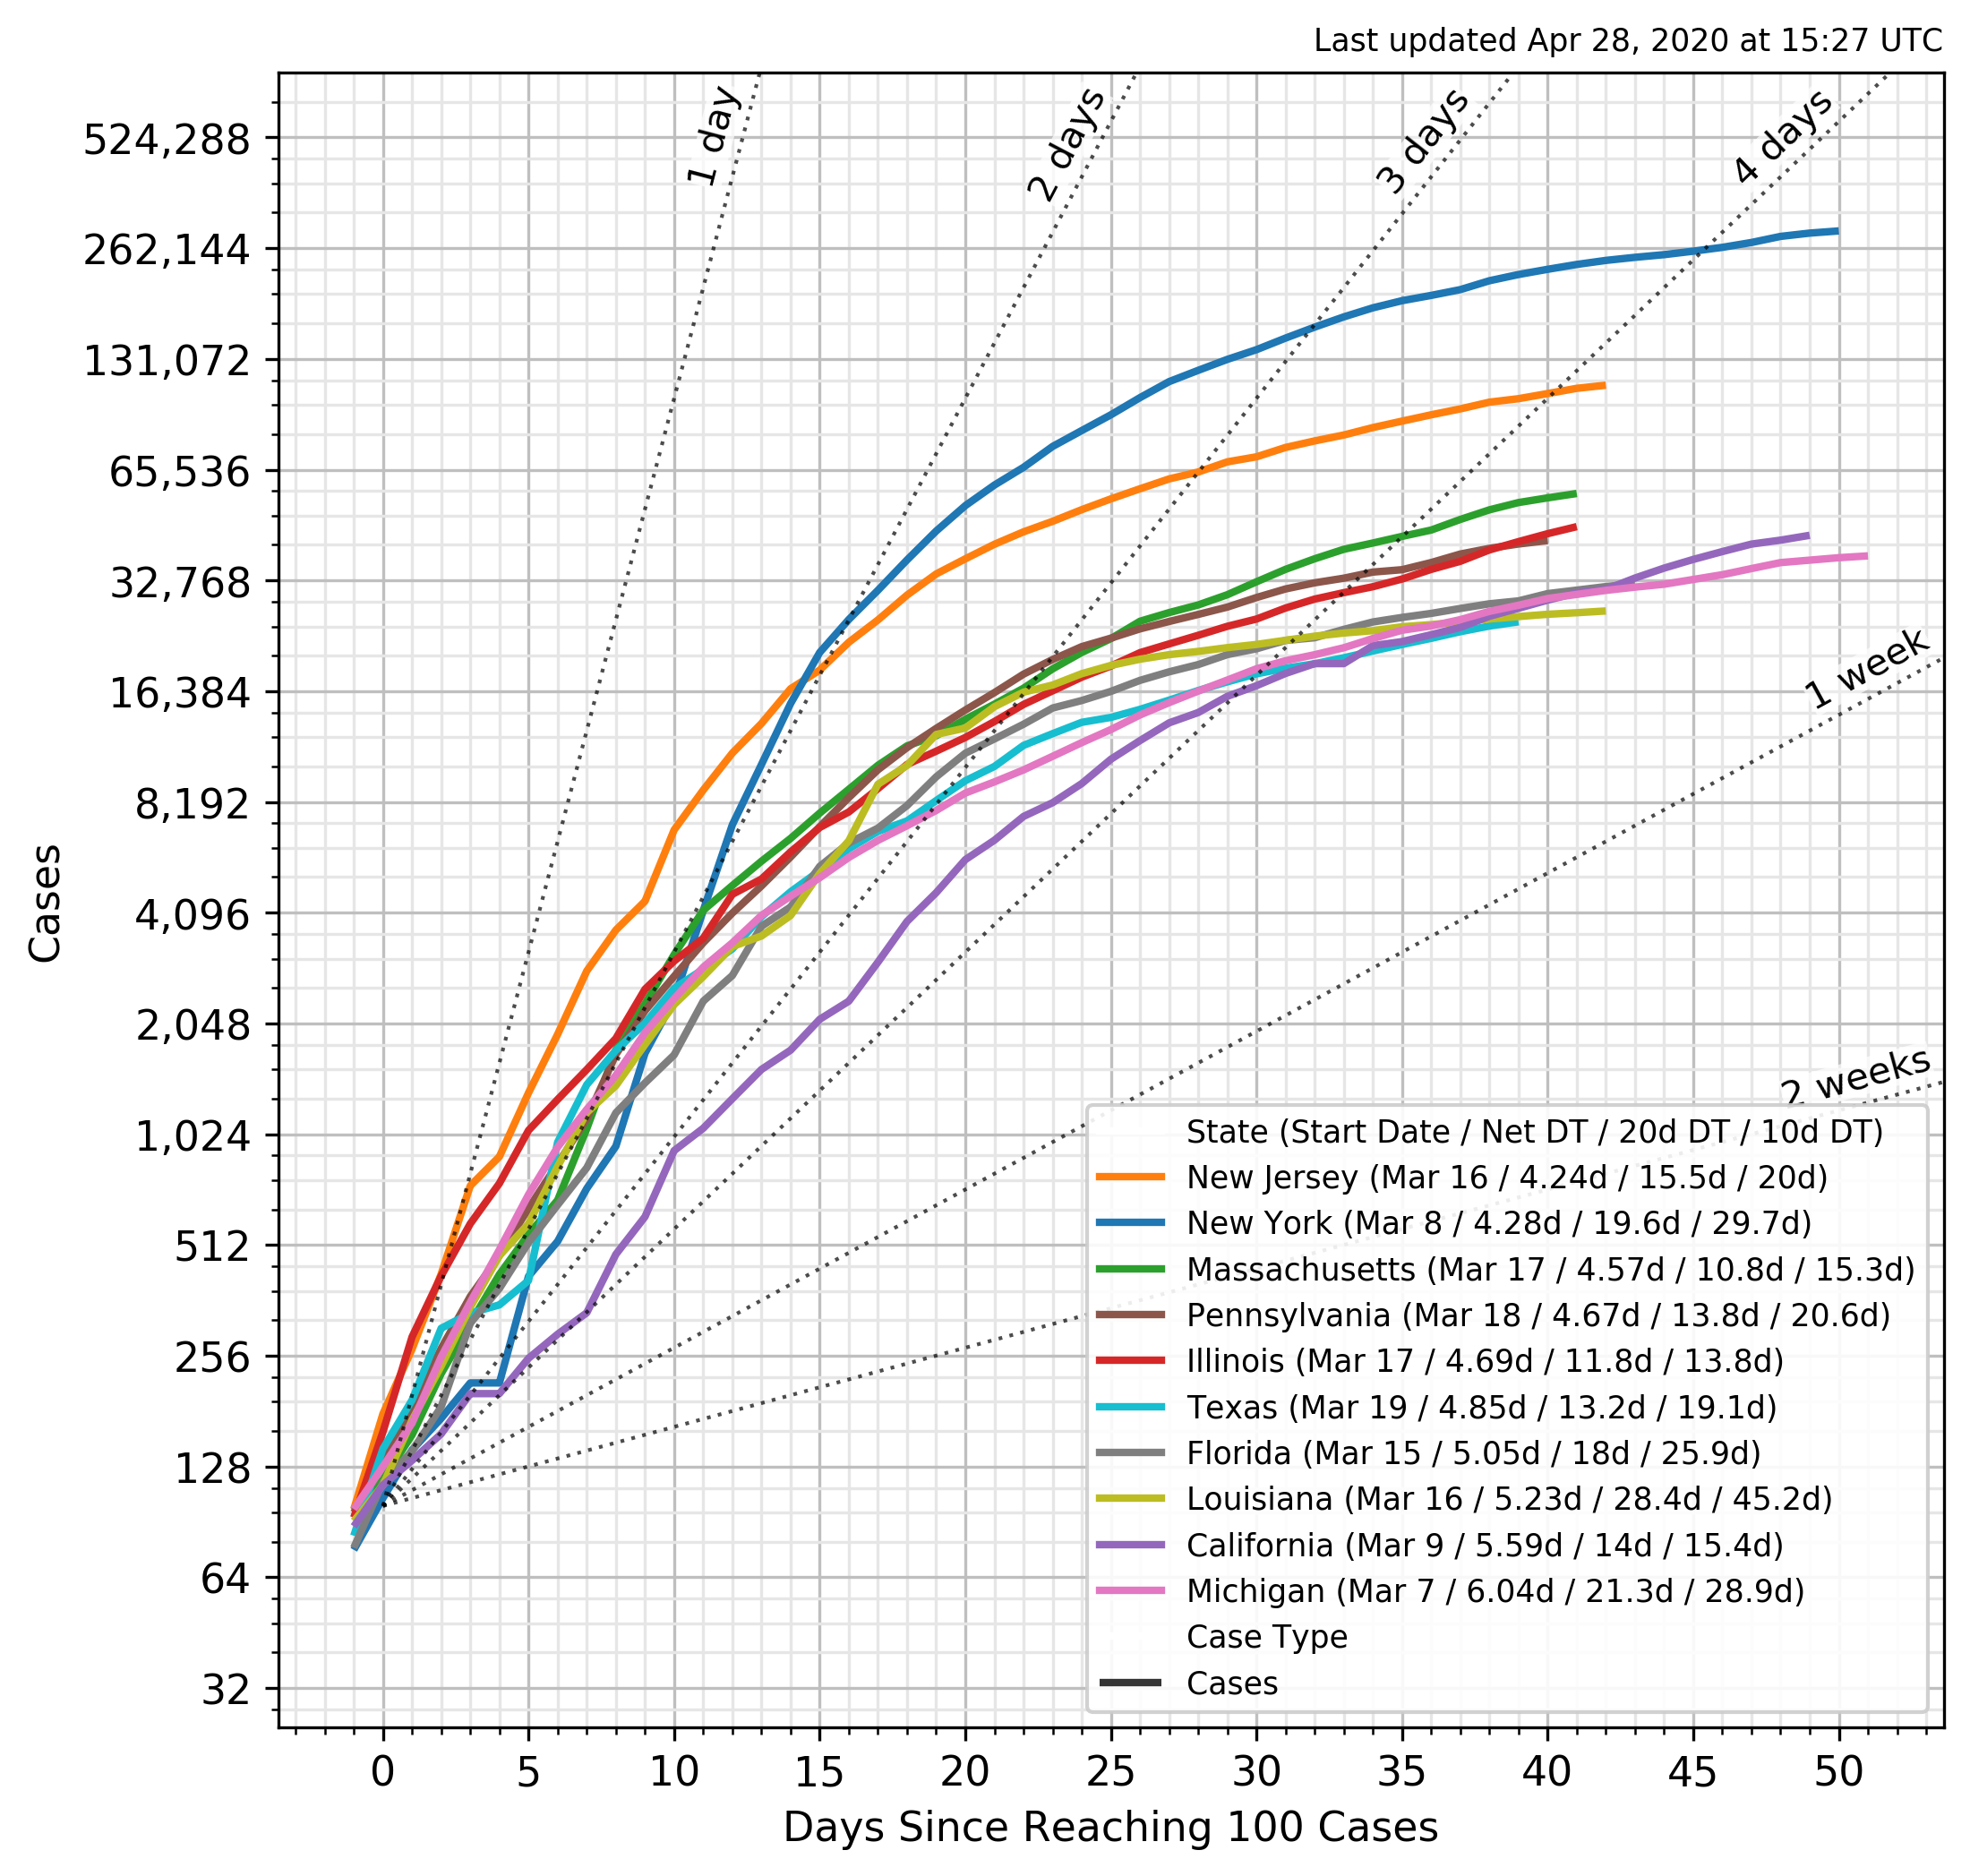 Last updated Apr 28, 2020 at 15:27 UTC
1 day
2 days
3 days
4 days
1 week
2 weeks
524,288
262,144
131,072
65,536
32,768
16,384
8,192
4,096
2,048
1,024
512
256
128
64
32
Cases
State (Start Date / Net DT / 20d DT / 10d DT)
New Jersey (Mar 16 / 4.24d / 15.5d / 20d)
New York (Mar 8 / 4.28d / 19.6d / 29.7d)
Massachusetts (Mar 17 / 4.57d / 10.8d / 15.3d)
Pennsylvania (Mar 18 / 4.67d / 13.8d / 20.6d)
Illinois (Mar 17 / 4.69d / 11.8d / 13.8d)
Texas (Mar 19 / 4.85d / 13.2d / 19.1d)
Florida (Mar 15 / 5.05d / 18d / 25.9d)
Louisiana (Mar 16 / 5.23d / 28.4d / 45.2d)
California (Mar 9 / 5.59d / 14d / 15.4d)
Michigan (Mar 7 / 6.04d / 21.3d / 28.9d)
Case Type
Cases
0 5 10 15 20 25 30 35 40 45 50
Days Since Reaching 100 Cases